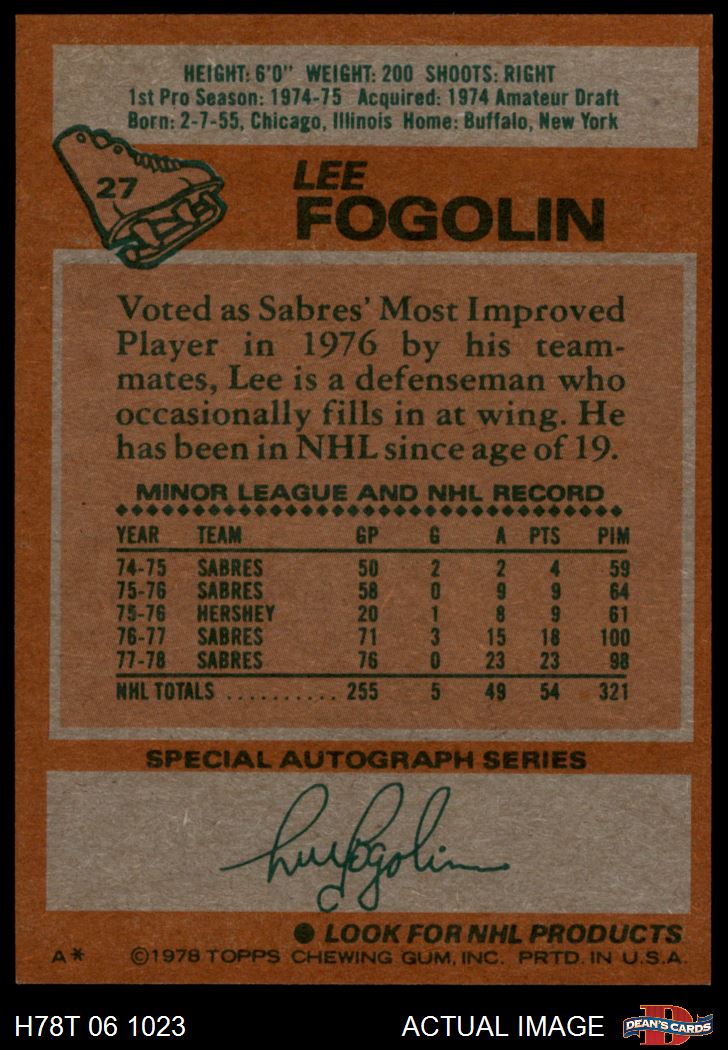 HEIGHT: 6'0" WEIGHT: 200 SHOOTS: RIGHT
1st Pro Season: 1974-75 Acquired: 1974 Amateur Draft
Born: 2-7-55, Chicago, Illinois Home: Buffalo, New York
27
LEE
FOGOLIN
Voted as Sabres' Most Improved
Player in 1976 by his team-
mates, Lee is a defenseman who
occasionally fills in at wing. He
has been in NHL since age of 19.
MINOR LEAGUE AND NHL RECORD
YEAR TEAM GP G A PTS PIM
74-75 SABRES 50 2 2 4 59
75-76 SABRES 58 0 9 9 64
75-76 HERSHEY 20 1 8 9 61
76-77 SABRES 71 3 15 18 100
77-78 SABRES 76 0 23 23 98
NHL TOTALS .......... 255 5 49 54 321
SPECIAL AUTOGRAPH SERIES
Lee Fogolin
● LOOK FOR NHL PRODUCTS
A* ©1978 TOPPS CHEWING GUM, INC. PRTD. IN U.S.A.
H78T 06 1023 ACTUAL IMAGE D DEAN'S CARDS